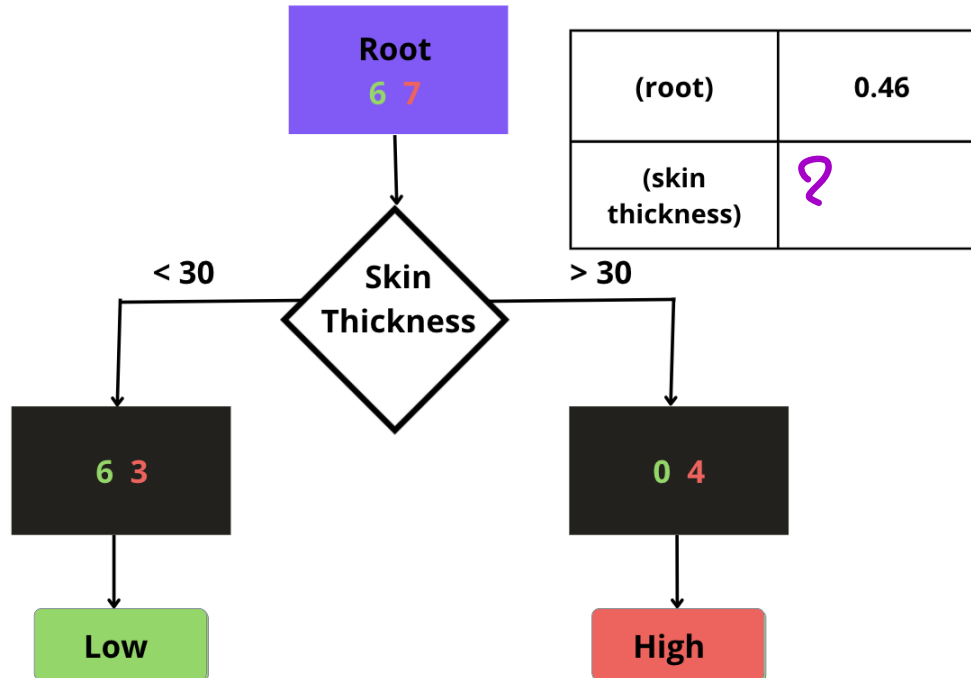 Root
6 7
(root) 0.46
(skin
thickness)
?
< 30
> 30
Skin
Thickness
6 3
0 4
Low
High